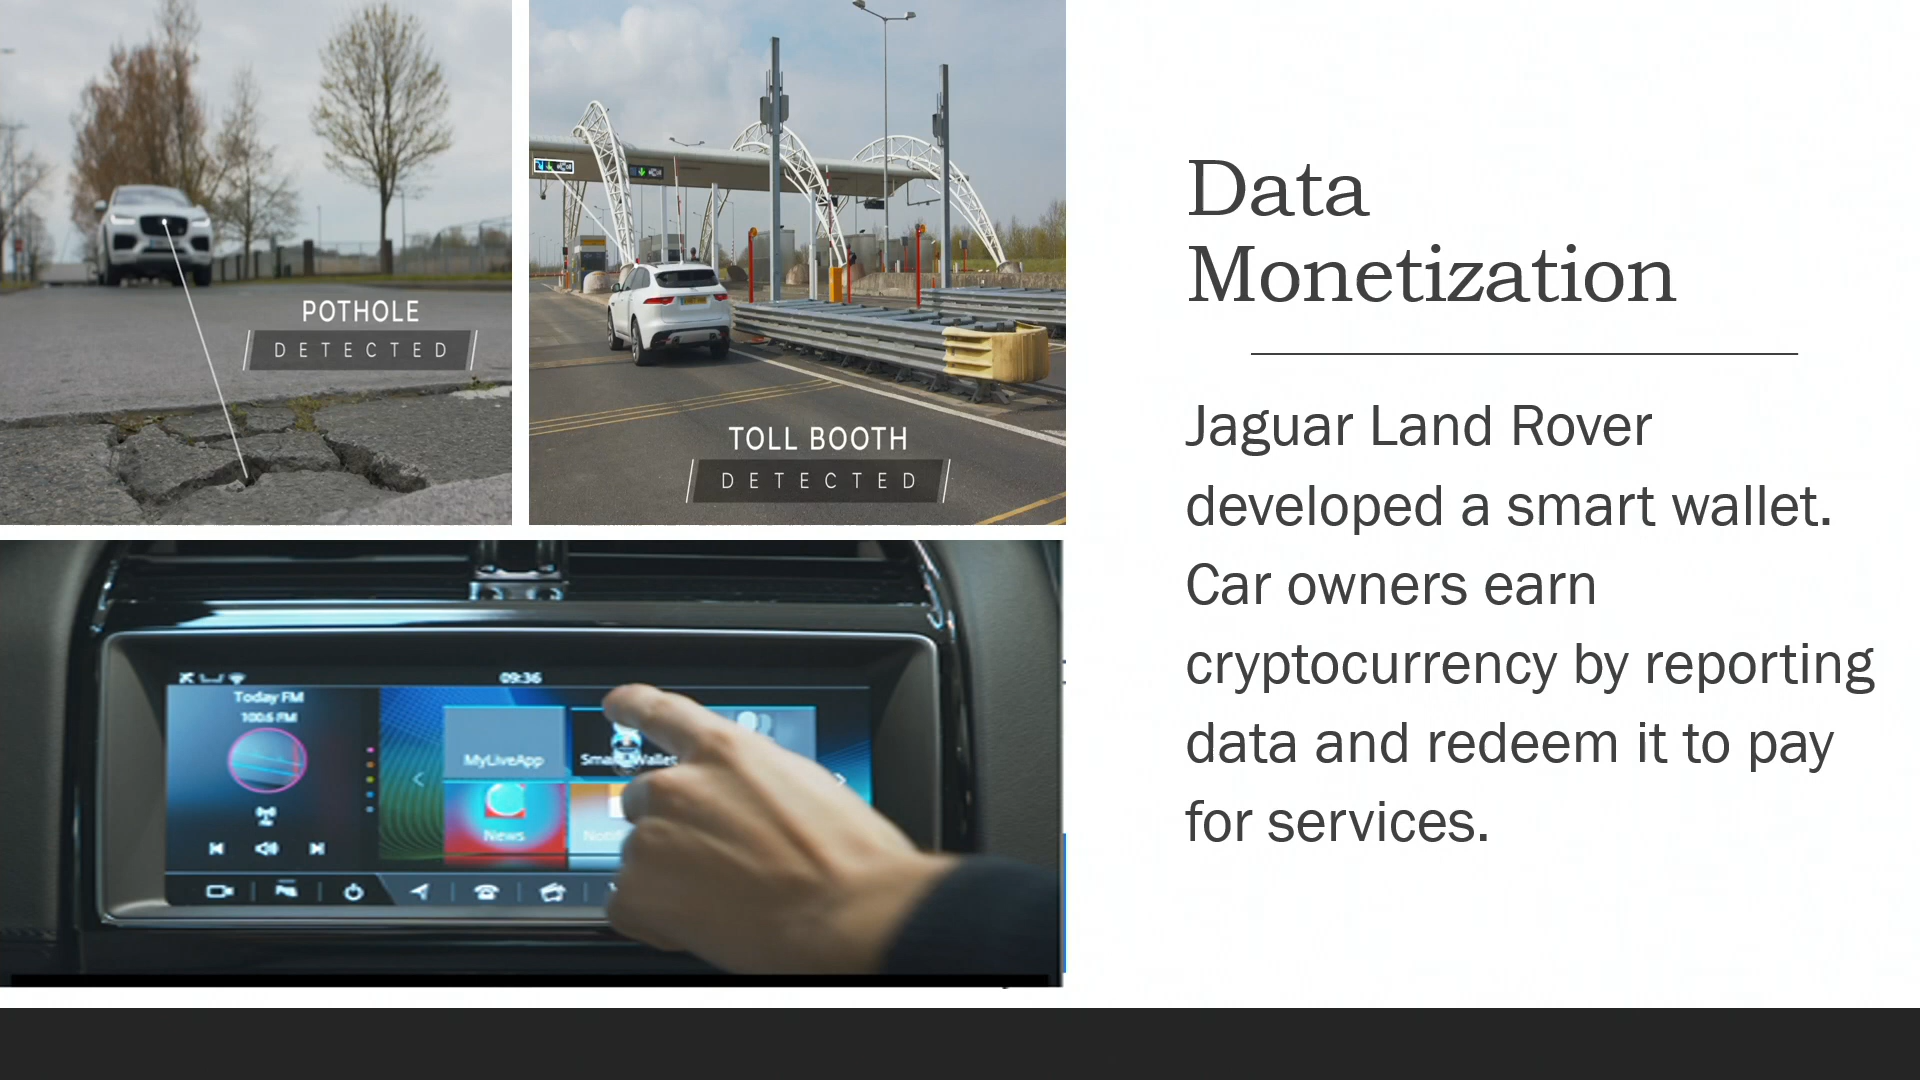 POTHOLE
DETECTED
TOLL BOOTH
DETECTED
Data
Monetization
Jaguar Land Rover
developed a smart wallet.
Car owners earn
cryptocurrency by reporting
data and redeem it to pay
for services.
09:36
Today FM
100.5 FM
MyLiveApp
Smart Wallet
News